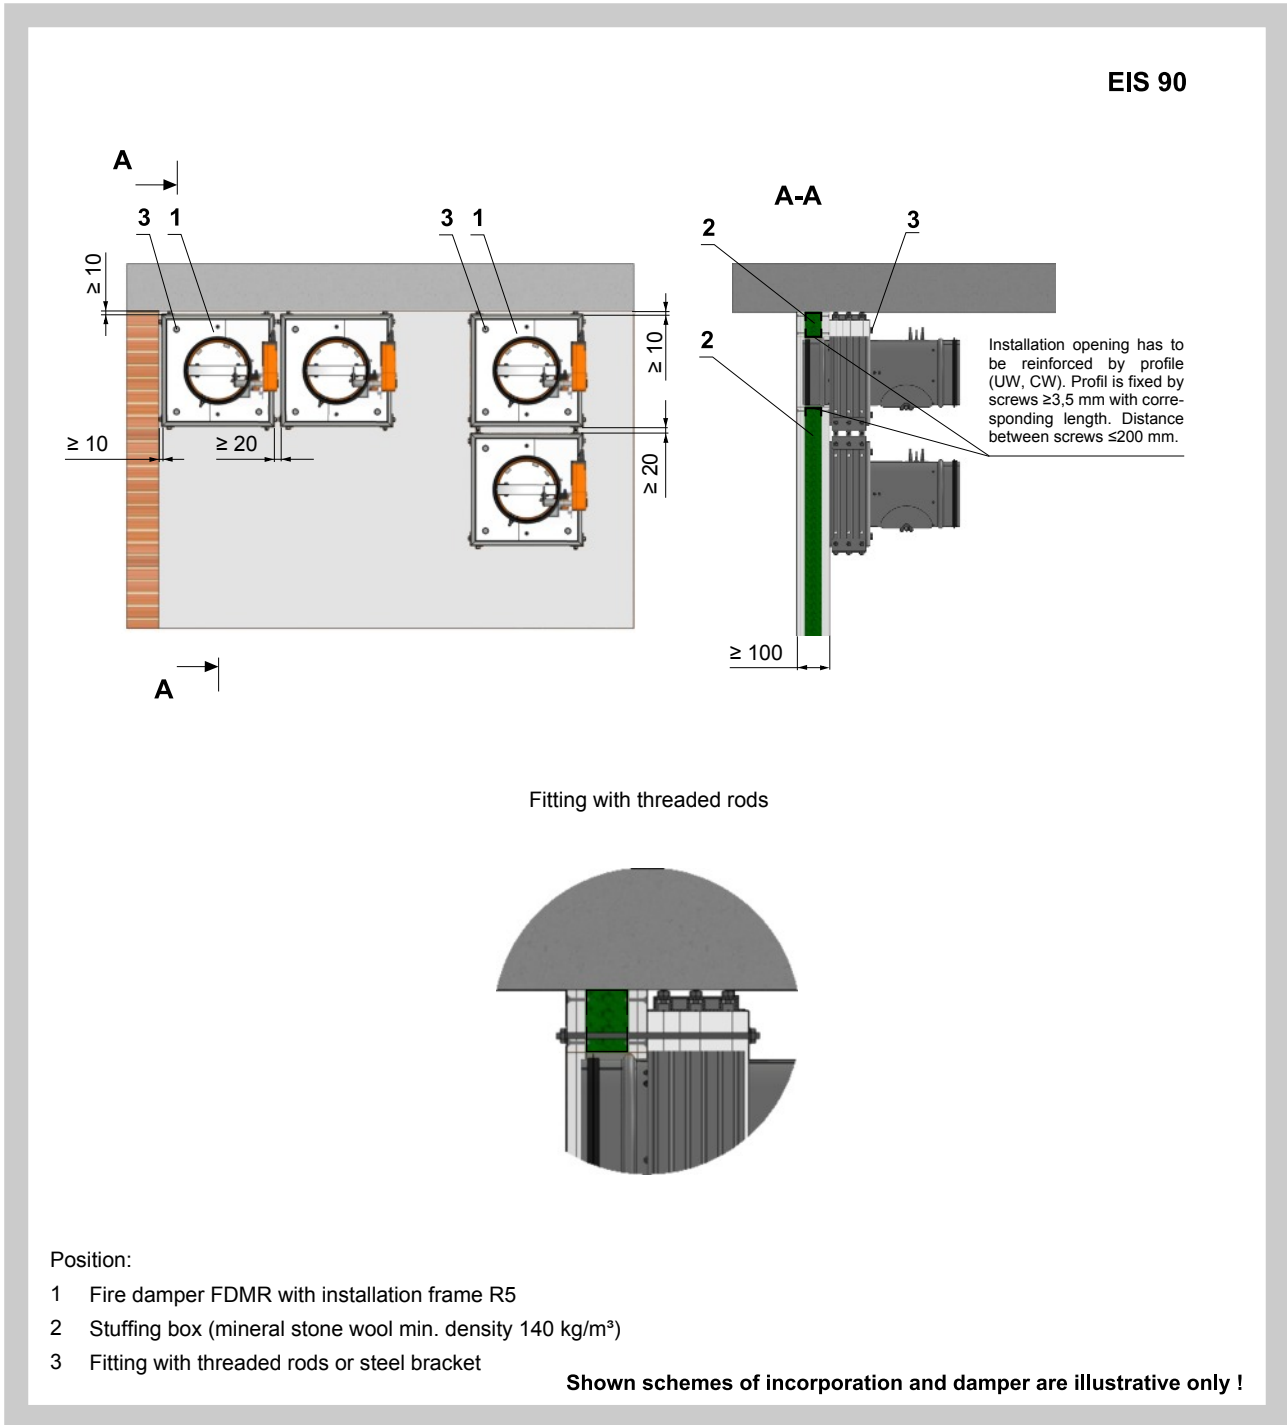 EIS 90
A
A-A
3 1 3 1
2
3
≥ 10
2
≥ 10
Installation opening has to
be reinforced by profile
(UW, CW). Profil is fixed by
screws ≥3,5 mm with corre-
sponding length. Distance
between screws ≤200 mm.
≥ 10
≥ 20
≥ 20
≥ 100
A
Fitting with threaded rods
Position:
1 Fire damper FDMR with installation frame R5
2 Stuffing box (mineral stone wool min. density 140 kg/m³)
3 Fitting with threaded rods or steel bracket
Shown schemes of incorporation and damper are illustrative only !